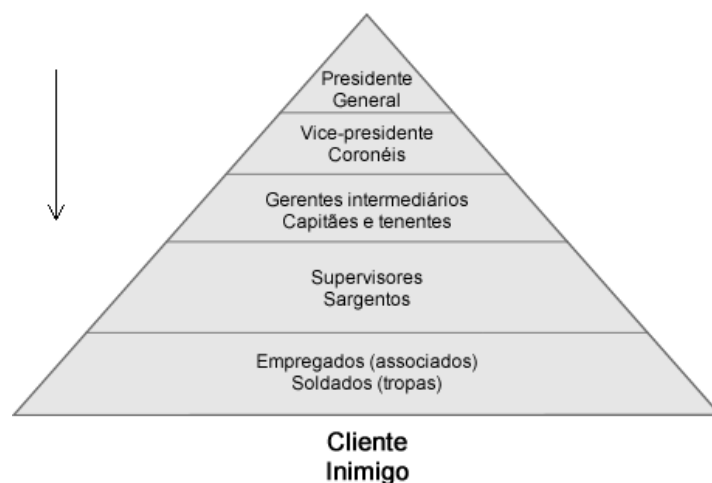 Presidente
General
Vice-presidente
Coronéis
Gerentes intermediários
Capitães e tenentes
Supervisores
Sargentos
Empregados (associados)
Soldados (tropas)
Cliente
Inimigo